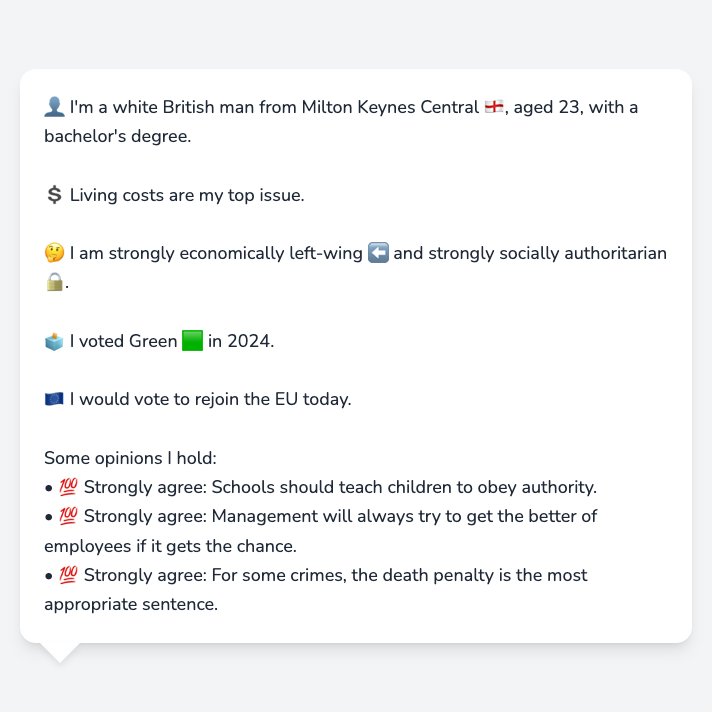 👤 I'm a white British man from Milton Keynes Central 🏴󠁧󠁢󠁥󠁮󠁧󠁿, aged 23, with a
bachelor's degree.
💲 Living costs are my top issue.
🤔 I am strongly economically left-wing ⬅️ and strongly socially authoritarian
🔒.
🗳️ I voted Green 🟩 in 2024.
🇪🇺 I would vote to rejoin the EU today.
Some opinions I hold:
• 💯 Strongly agree: Schools should teach children to obey authority.
• 💯 Strongly agree: Management will always try to get the better of
employees if it gets the chance.
• 💯 Strongly agree: For some crimes, the death penalty is the most
appropriate sentence.